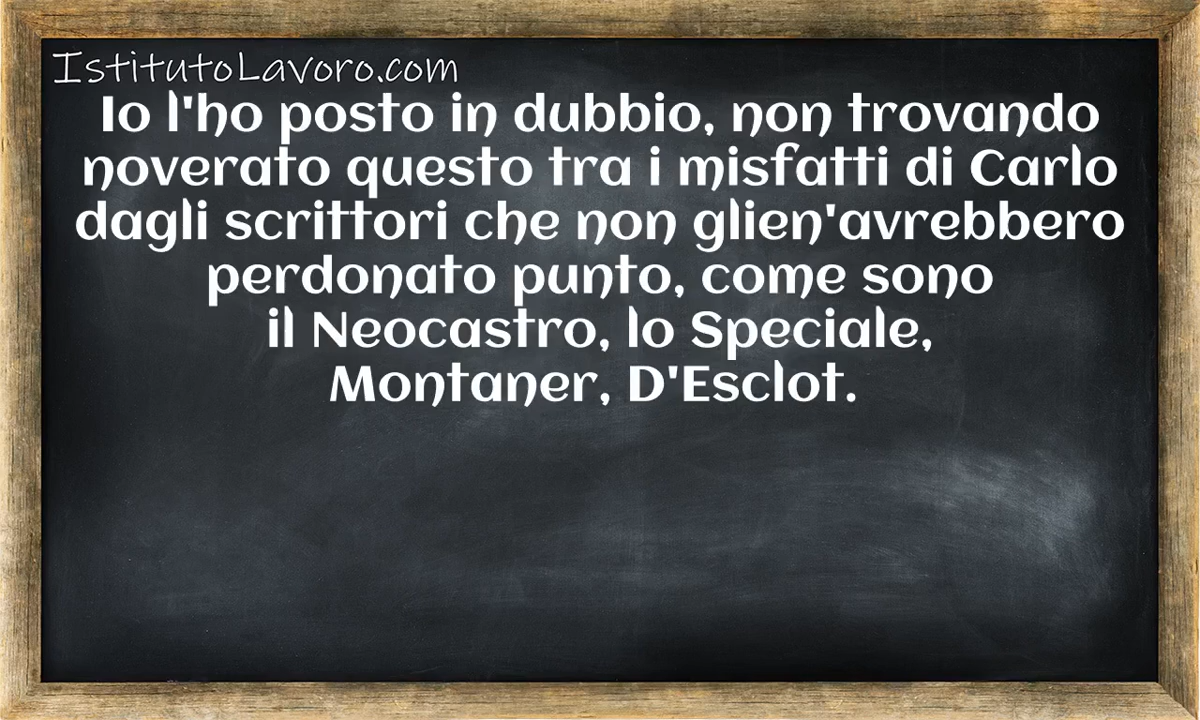 IstitutoLavoro.com
Io l'ho posto in dubbio, non trovando
noverato questo tra i misfatti di Carlo
dagli scrittori che non glien'avrebbero
perdonato punto, come sono
il Neocastro, lo Speciale,
Montaner, D'Esclot.